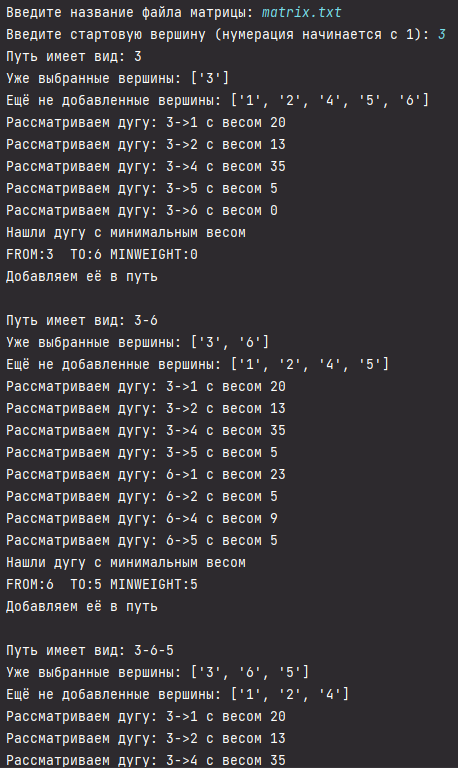 Введите название файла матрицы: matrix.txt
Введите стартовую вершину (нумерация начинается с 1): 3
Путь имеет вид: 3
Уже выбранные вершины: ['3']
Ещё не добавленные вершины: ['1', '2', '4', '5', '6']
Рассматриваем дугу: 3->1 с весом 20
Рассматриваем дугу: 3->2 с весом 13
Рассматриваем дугу: 3->4 с весом 35
Рассматриваем дугу: 3->5 с весом 5
Рассматриваем дугу: 3->6 с весом 0
Нашли дугу с минимальным весом
FROM:3  TO:6 MINWEIGHT:0
Добавляем её в путь

Путь имеет вид: 3-6
Уже выбранные вершины: ['3', '6']
Ещё не добавленные вершины: ['1', '2', '4', '5']
Рассматриваем дугу: 3->1 с весом 20
Рассматриваем дугу: 3->2 с весом 13
Рассматриваем дугу: 3->4 с весом 35
Рассматриваем дугу: 3->5 с весом 5
Рассматриваем дугу: 6->1 с весом 23
Рассматриваем дугу: 6->2 с весом 5
Рассматриваем дугу: 6->4 с весом 9
Рассматриваем дугу: 6->5 с весом 5
Нашли дугу с минимальным весом
FROM:6  TO:5 MINWEIGHT:5
Добавляем её в путь

Путь имеет вид: 3-6-5
Уже выбранные вершины: ['3', '6', '5']
Ещё не добавленные вершины: ['1', '2', '4']
Рассматриваем дугу: 3->1 с весом 20
Рассматриваем дугу: 3->2 с весом 13
Рассматриваем дугу: 3->4 с весом 35